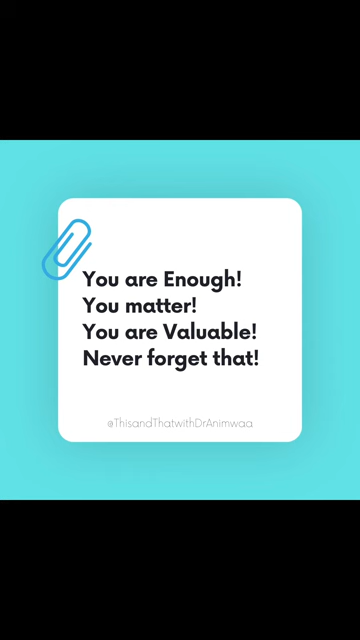 You are Enough!
You matter!
You are Valuable!
Never forget that!
@ThisandThatwithDrAnimwaa